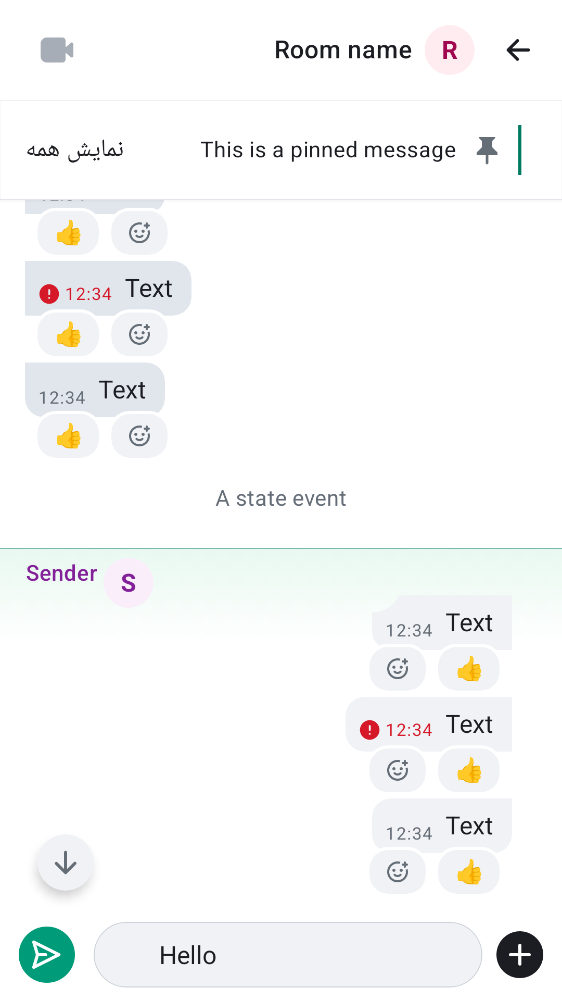 Room name
R
This is a pinned message
نمایش همه
12:34 Text
12:34 Text
A state event
Sender
S
12:34 Text
12:34 Text
12:34 Text
Hello